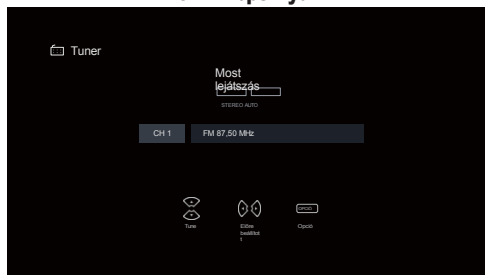 Tuner
Most
lejátszás
STEREO AUTO
CH 1
FM 87,50 MHz
OPCIÓ
Tune
Előre
beállítot
t
Opció